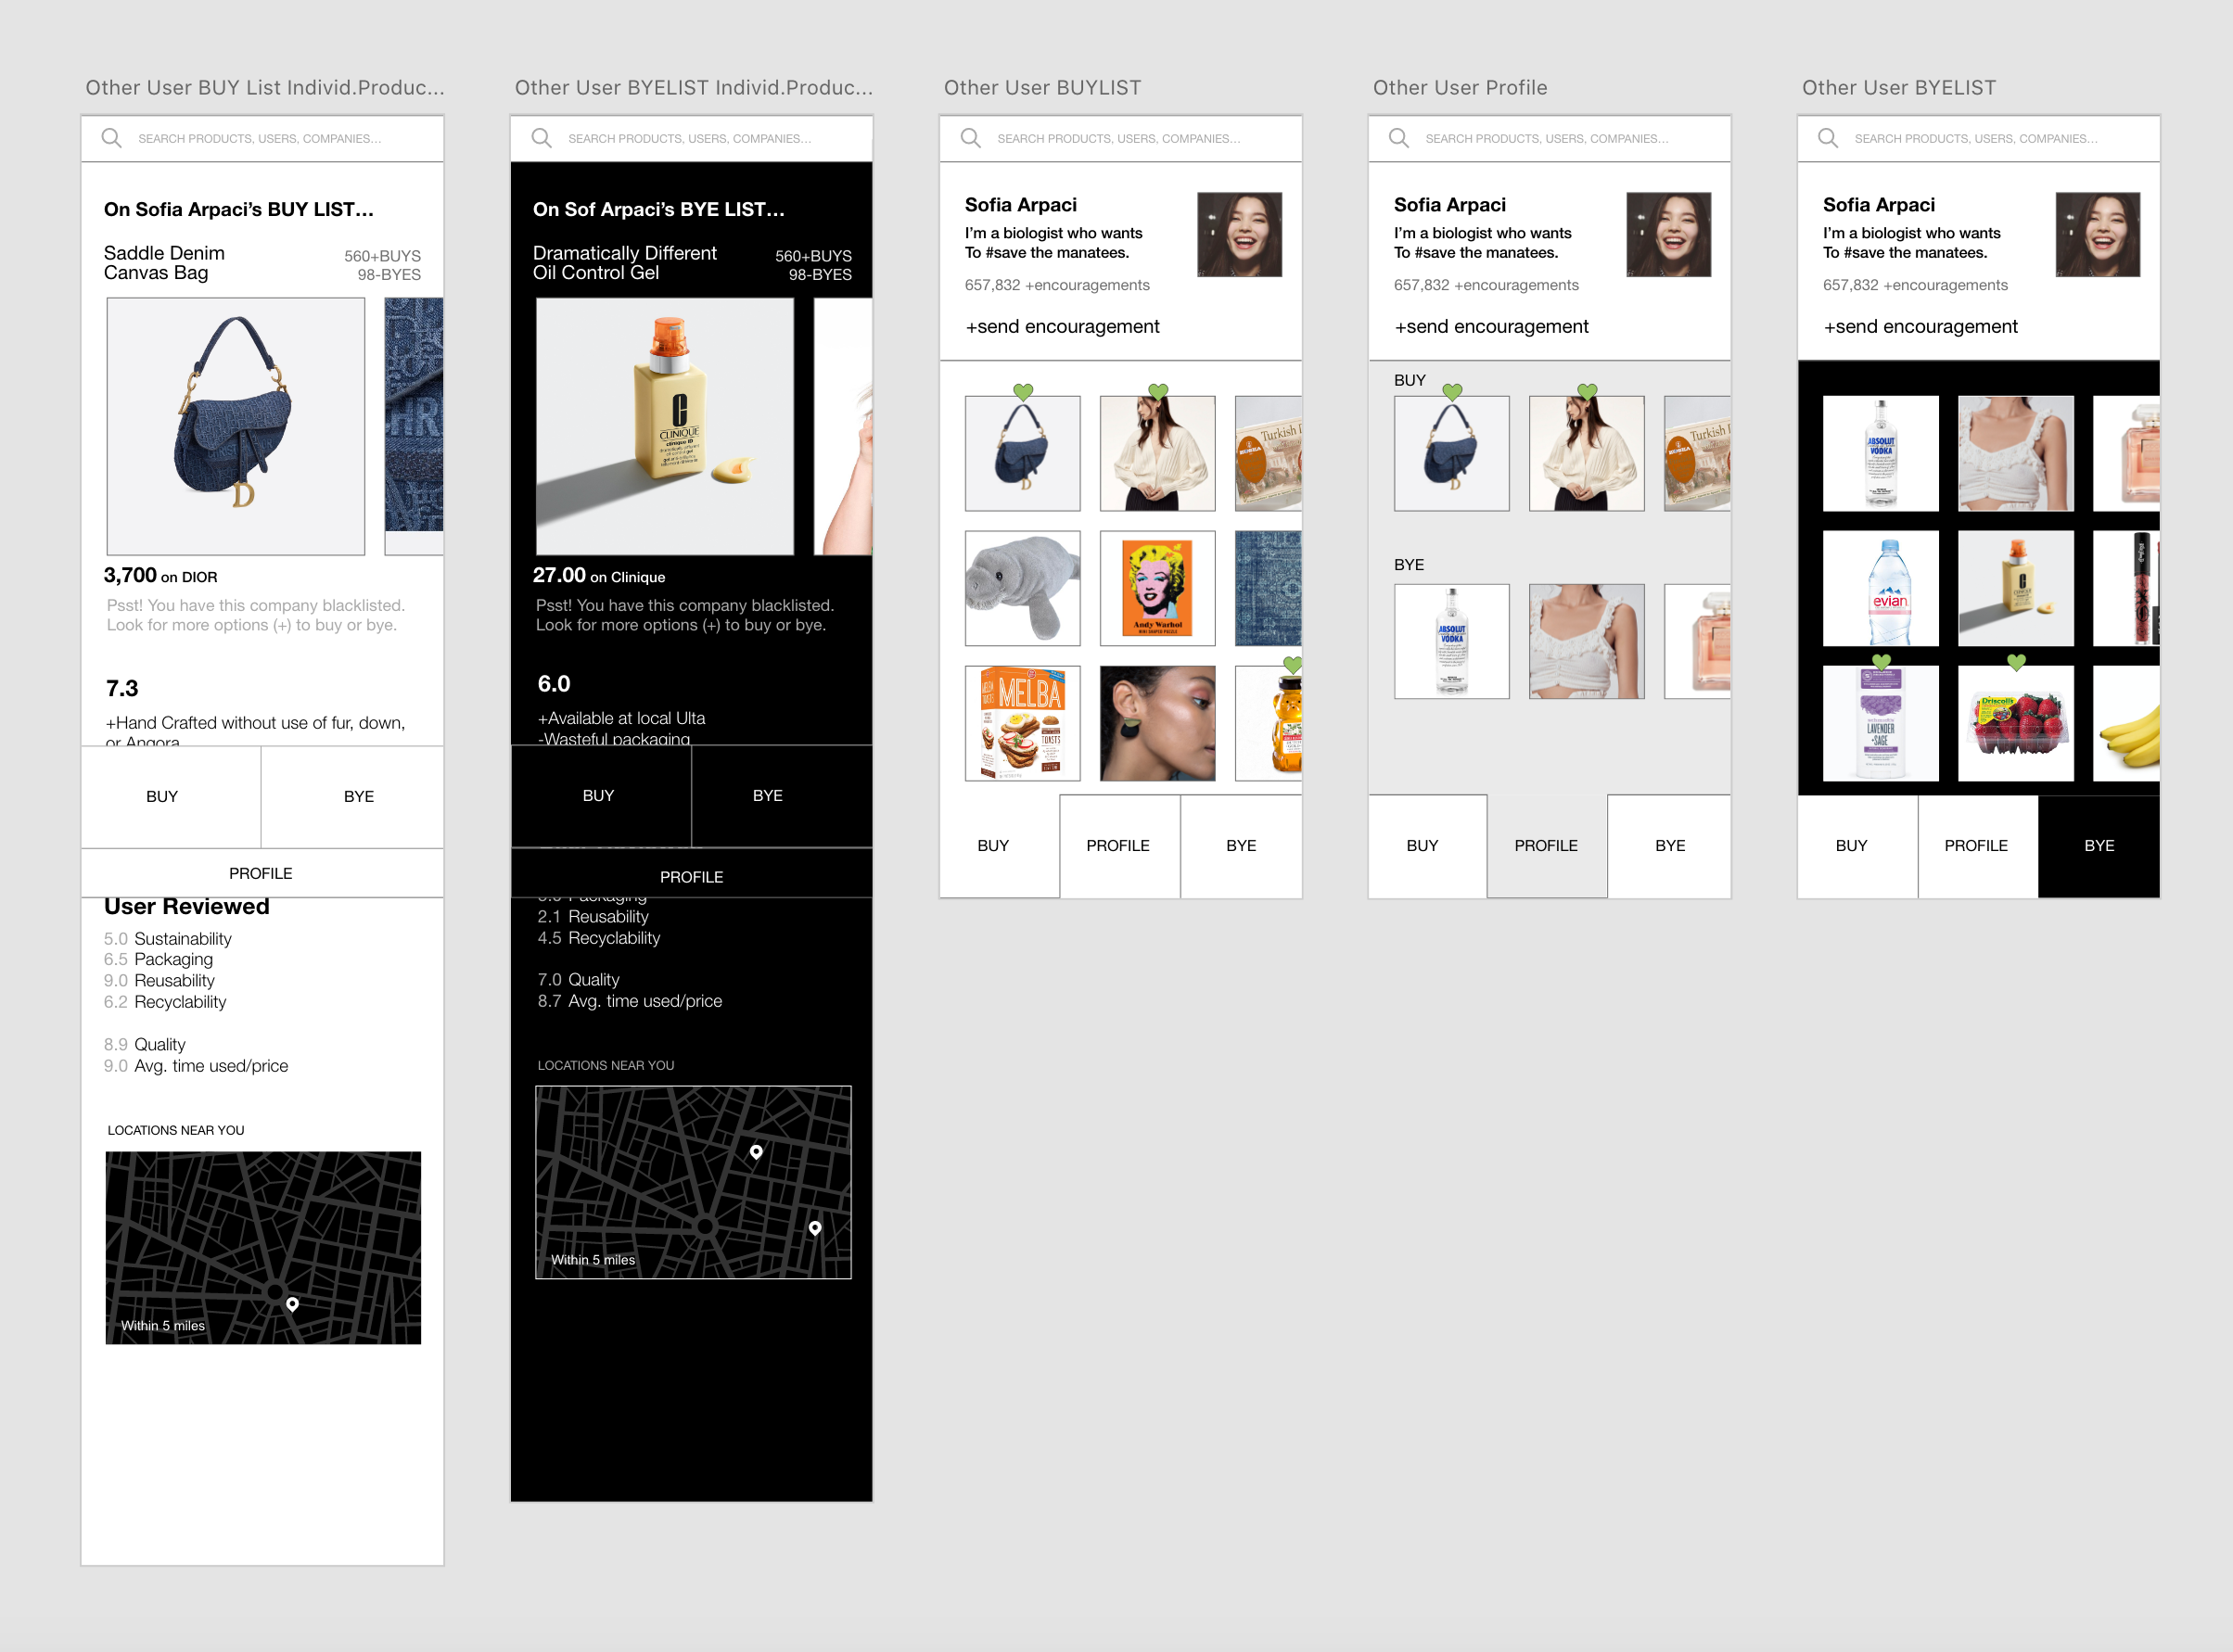 Other User BUY List Individ.Produc...
SEARCH PRODUCTS, USERS, COMPANIES...
On Sofia Arpaci's BUY LIST...
Saddle Denim
Canvas Bag
560+BUYS
98-BYES
D
HR
3,700 on DIOR
Psst! You have this company blacklisted.
Look for more options (+) to buy or bye.
7.3
+Hand Crafted without use of fur, down,
or Angora
BUY
BYE
PROFILE
User Reviewed
5.0 Sustainability
6.5 Packaging
9.0 Reusability
6.2 Recyclability
8.9 Quality
9.0 Avg. time used/price
LOCATIONS NEAR YOU
Within 5 miles
Other User BYELIST Individ.Produc...
SEARCH PRODUCTS, USERS, COMPANIES...
On Sof Arpaci's BYE LIST...
Dramatically Different
Oil Control Gel
560+BUYS
98-BYES
CLINIQUE
clinique iD
27.00 on Clinique
Psst! You have this company blacklisted.
Look for more options (+) to buy or bye.
6.0
+Available at local Ulta
-Wasteful packaging
BUY
BYE
PROFILE
Packaging
2.1 Reusability
4.5 Recyclability
7.0 Quality
8.7 Avg. time used/price
LOCATIONS NEAR YOU
Within 5 miles
Other User BUYLIST
SEARCH PRODUCTS, USERS, COMPANIES...
Sofia Arpaci
I'm a biologist who wants
To #save the manatees.
657,832 +encouragements
+send encouragement
D
Turkish
Andy Warhol
MELBA
TOASTS
BUY
PROFILE
BYE
Other User Profile
SEARCH PRODUCTS, USERS, COMPANIES...
Sofia Arpaci
I'm a biologist who wants
To #save the manatees.
657,832 +encouragements
+send encouragement
BUY
D
Turkish
BYE
ABSOLUT
VODKA
BUY
PROFILE
BYE
Other User BYELIST
SEARCH PRODUCTS, USERS, COMPANIES...
Sofia Arpaci
I'm a biologist who wants
To #save the manatees.
657,832 +encouragements
+send encouragement
ABSOLUT
VODKA
evian
CLINIQUE
LAVENDER
+SAGE
Driscoll's
BUY
PROFILE
BYE